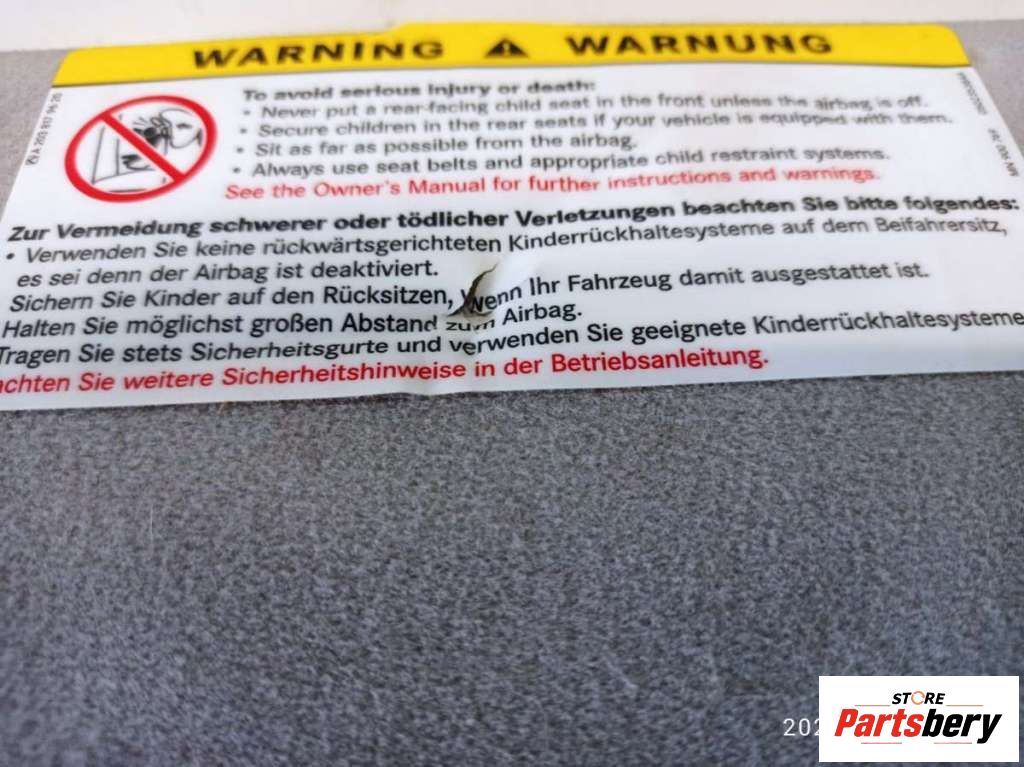 WARNING WARNUNG
To avoid serious injury or death:
• Never put a rear-facing child seat in the front unless the airbag is off.
• Secure children in the rear seats if your vehicle is equipped with them.
• Sit as far as possible from the airbag.
• Always use seat belts and appropriate child restraint systems.
See the Owner's Manual for further instructions and warnings.
A 203 817 96 20
Zur Vermeidung schwerer oder tödlicher Verletzungen beachten Sie bitte folgendes:
• Verwenden Sie keine rückwärtsgerichteten Kinderrückhaltesysteme auf dem Beifahrersitz,
es sei denn der Airbag ist deaktiviert.
Sichern Sie Kinder auf den Rücksitzen, wenn Ihr Fahrzeug damit ausgestattet ist.
Halten Sie möglichst großen Abstand zum Airbag.
Tragen Sie stets Sicherheitsgurte und verwenden Sie geeignete Kinderrückhaltesysteme
achten Sie weitere Sicherheitshinweise in der Betriebsanleitung.
202
STORE
Partsbery